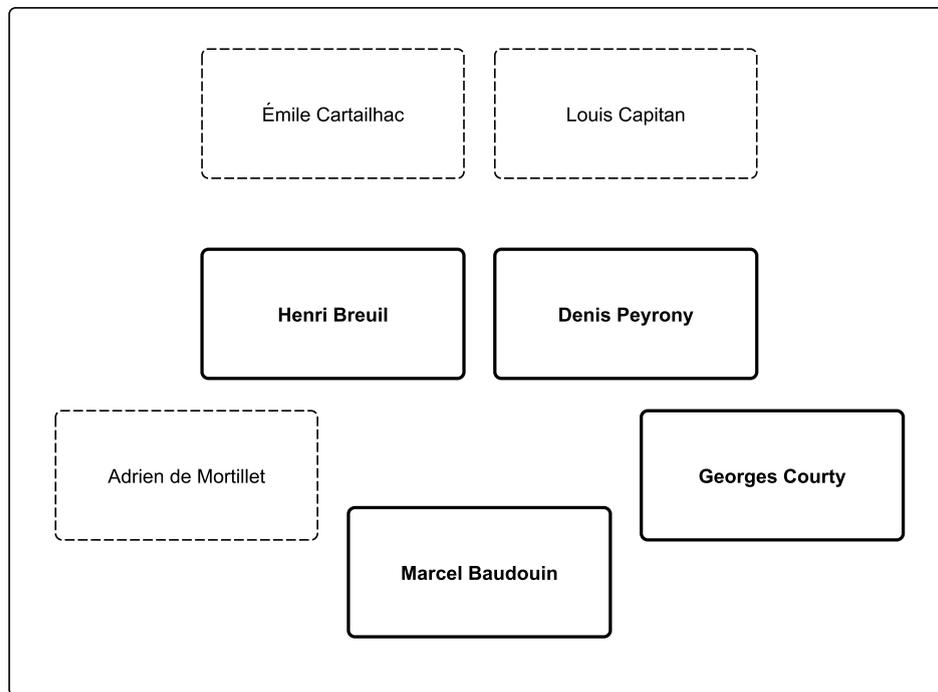 Émile Cartailhac
Louis Capitan
Henri Breuil
Denis Peyrony
Adrien de Mortillet
Georges Courty
Marcel Baudouin